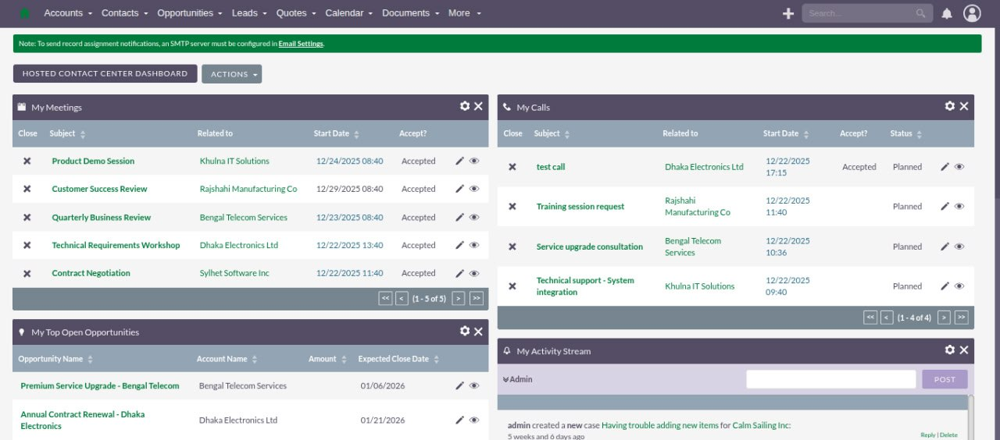 Accounts Contacts Opportunities Leads Quotes Calendar Documents More Search...
Note: To send record assignment notifications, an SMTP server must be configured in Email Settings.
HOSTED CONTACT CENTER DASHBOARD ACTIONS
My Meetings
Close Subject Related to Start Date Accept?
Product Demo Session Khulna IT Solutions 12/24/2025 08:40 Accepted
Customer Success Review Rajshahi Manufacturing Co 12/29/2025 08:40 Accepted
Quarterly Business Review Bengal Telecom Services 12/23/2025 08:40 Accepted
Technical Requirements Workshop Dhaka Electronics Ltd 12/22/2025 13:40 Accepted
Contract Negotiation Sylhet Software Inc 12/22/2025 11:40 Accepted
<< < (1 - 5 of 5) > >>
My Top Open Opportunities
Opportunity Name Account Name Amount Expected Close Date
Premium Service Upgrade - Bengal Telecom Bengal Telecom Services 01/06/2026
Annual Contract Renewal - Dhaka
Electronics Dhaka Electronics Ltd 01/21/2026
My Calls
Close Subject Related to Start Date Accept? Status
test call Dhaka Electronics Ltd 12/22/2025
17:15 Accepted Planned
Training session request Rajshahi
Manufacturing Co 12/22/2025
11:40 Planned
Service upgrade consultation Bengal Telecom
Services 12/22/2025
10:36 Planned
Technical support - System
integration Khulna IT Solutions 12/22/2025
09:40 Planned
<< < (1 - 4 of 4) > >>
My Activity Stream
Admin POST
admin created a new case Having trouble adding new items for Calm Sailing Inc:
5 weeks and 6 days ago Reply | Delete